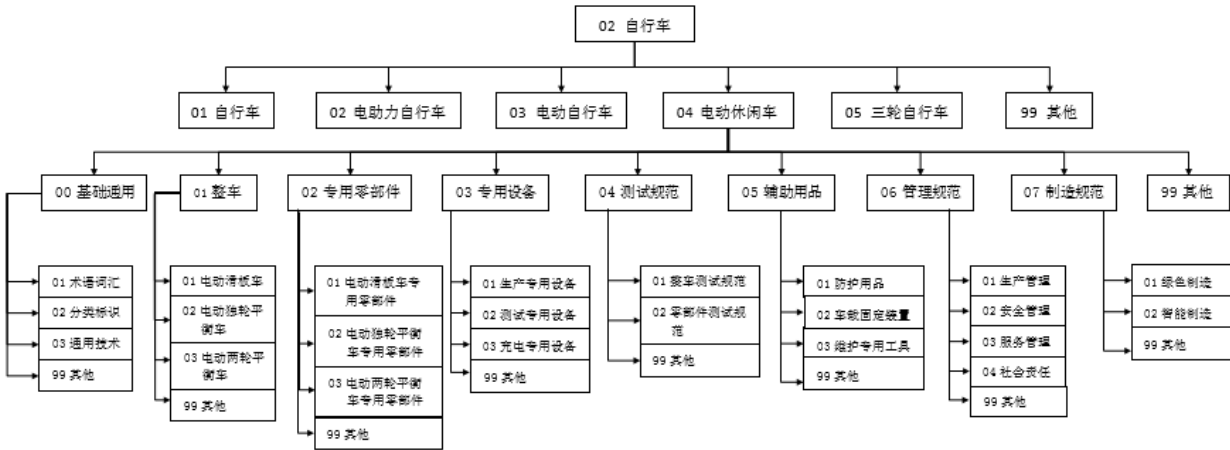 02 自行车
01 自行车
02 电助力自行车
03 电动自行车
04 电动休闲车
05 三轮自行车
99 其他
00 基础通用
01 整车
02 专用零部件
03 专用设备
04 测试规范
05 辅助用品
06 管理规范
07 制造规范
99 其他
01 术语词汇
02 分类标识
03 通用技术
99 其他
01 电动滑板车
02 电动独轮平
衡车
03 电动两轮平
衡车
99 其他
01 电动滑板车专
用零部件
02 电动独轮平衡
车专用零部件
03 电动两轮平衡
车专用零部件
99 其他
01 生产专用设备
02 测试专用设备
03 充电专用设备
99 其他
01 整车测试规范
02 零部件测试规
范
99 其他
01 防护用品
02 车载固定装置
03 维护专用工具
99 其他
01 生产管理
02 安全管理
03 服务管理
04 社会责任
99 其他
01 绿色制造
02 智能制造
99 其他